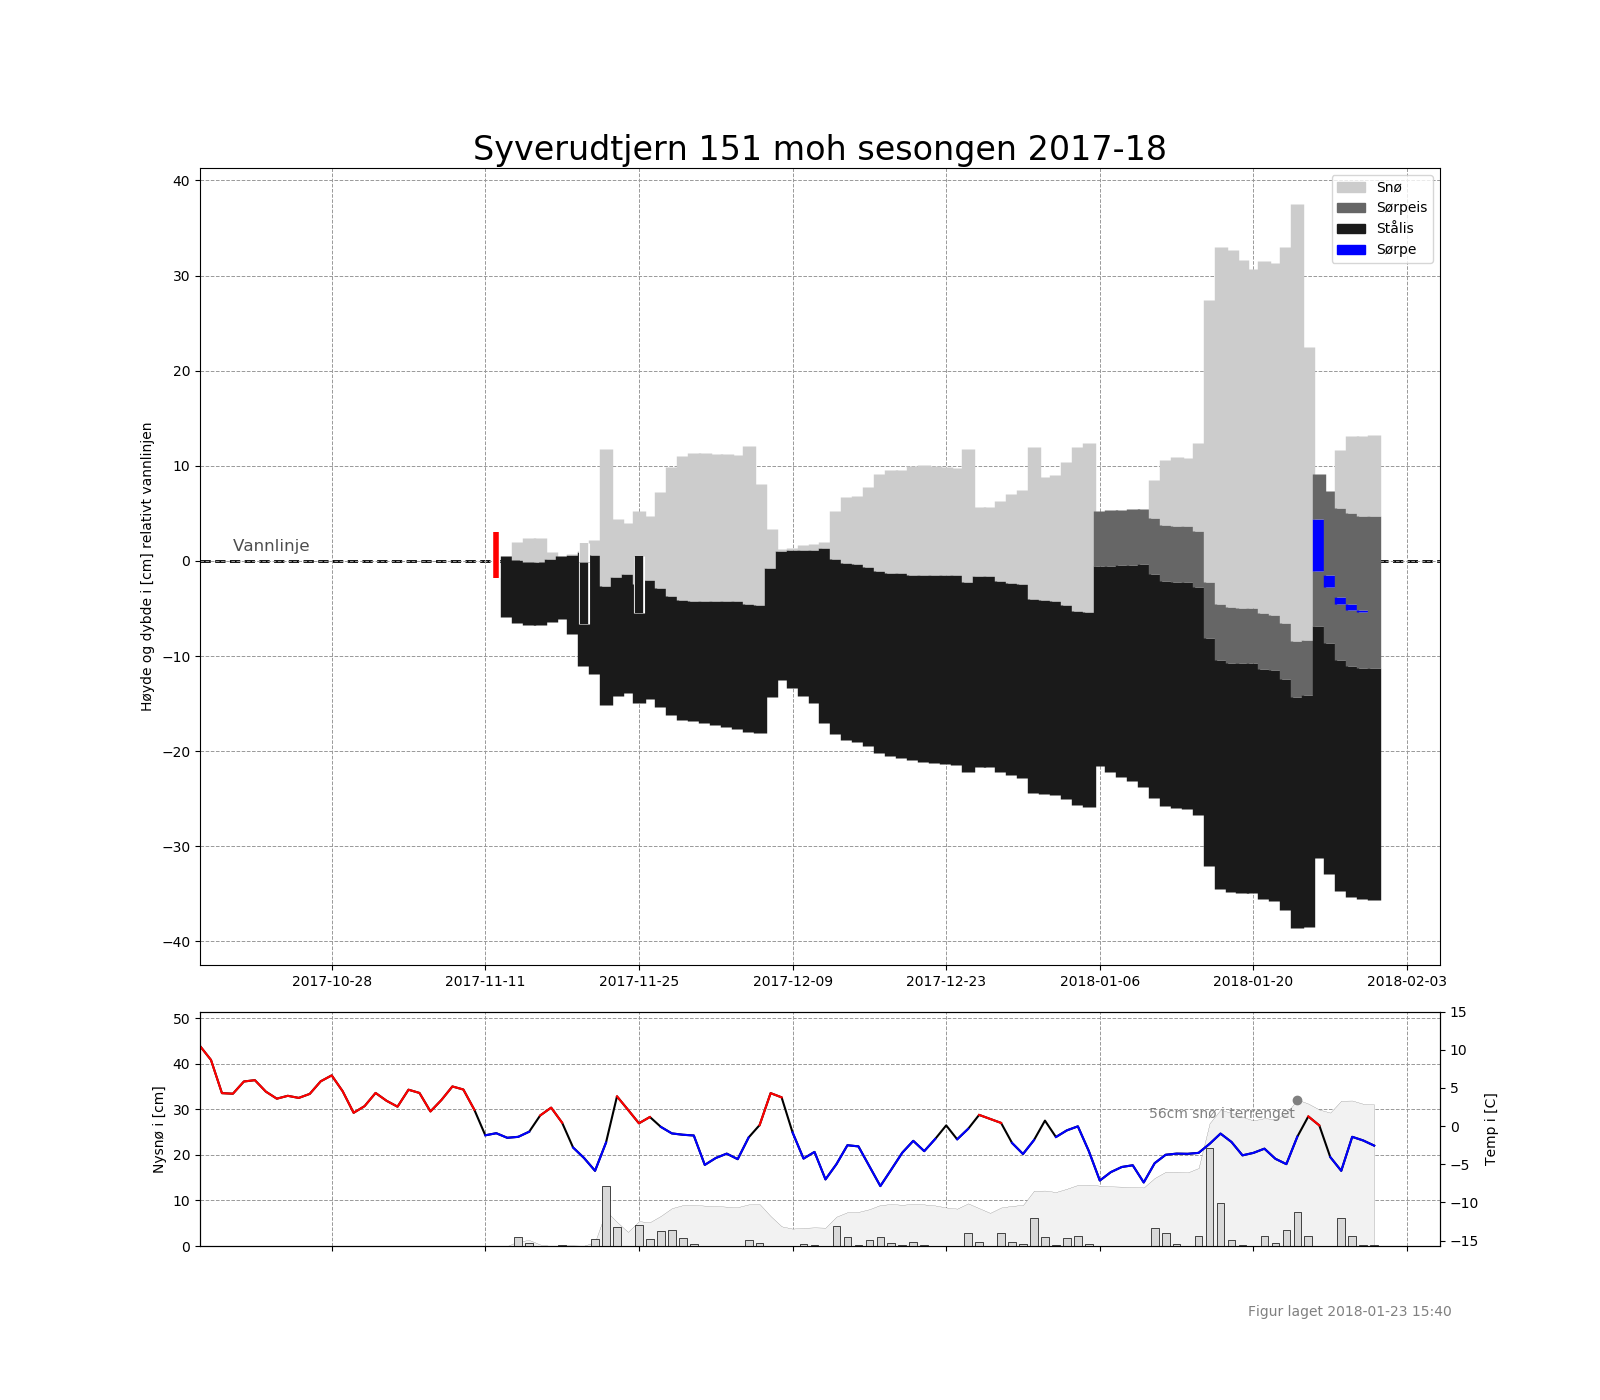 Syverudtjern 151 moh sesongen 2017-18
Høyde og dybde i [cm] relativt vannlinjen
40
30
20
10
0
−10
−20
−30
−40
Vannlinje
Snø
Sørpeis
Stålis
Sørpe
2017-10-28 2017-11-11 2017-11-25 2017-12-09 2017-12-23 2018-01-06 2018-01-20 2018-02-03
Nysnø i [cm]
50
40
30
20
10
0
56cm snø i terrenget
15
10
5
0
−5
−10
−15
Temp i [C]
Figur laget 2018-01-23 15:40